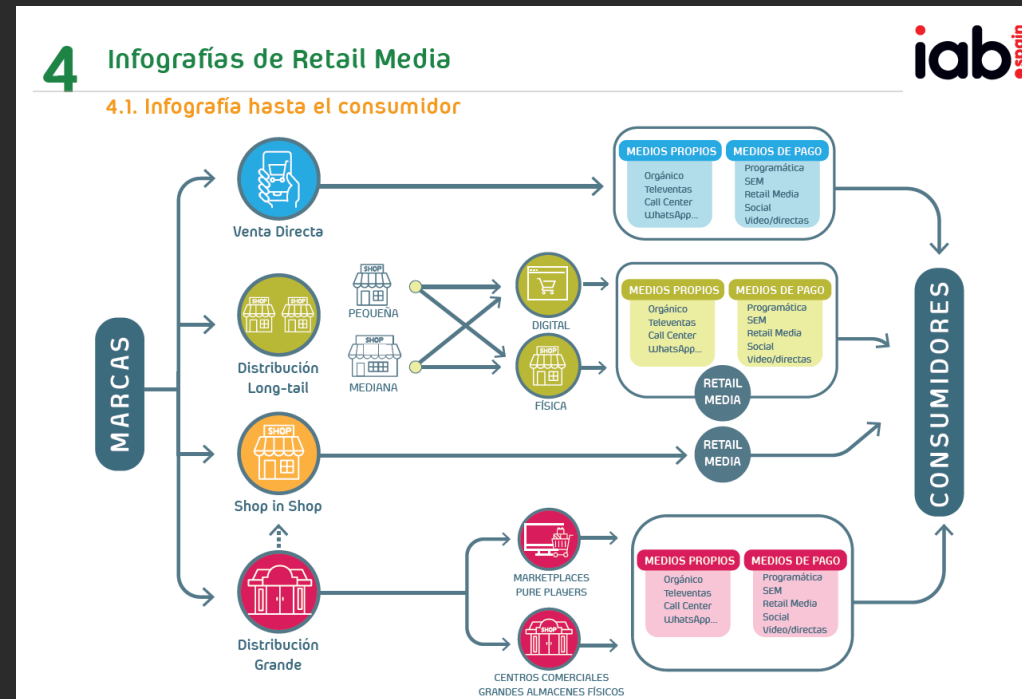 4 Infografías de Retail Media
iab spain
4.1. Infografía hasta el consumidor
MARCAS
Venta Directa
MEDIOS PROPIOS
Orgánico
Televentas
Call Center
WhatsApp...
MEDIOS DE PAGO
Programática
SEM
Retail Media
Social
Video/directas
SHOP
SHOP
Distribución
Long-tail
SHOP
PEQUEÑA
SHOP
MEDIANA
DIGITAL
SHOP
FÍSICA
MEDIOS PROPIOS
Orgánico
Televentas
Call Center
WhatsApp...
MEDIOS DE PAGO
Programática
SEM
Retail Media
Social
Video/directas
RETAIL
MEDIA
SHOP
Shop in Shop
RETAIL
MEDIA
Distribución
Grande
MARKETPLACES
PURE PLAYERS
SHOP
CENTROS COMERCIALES
GRANDES ALMACENES FÍSICOS
MEDIOS PROPIOS
Orgánico
Televentas
Call Center
WhatsApp...
MEDIOS DE PAGO
Programática
SEM
Retail Media
Social
Video/directas
CONSUMIDORES